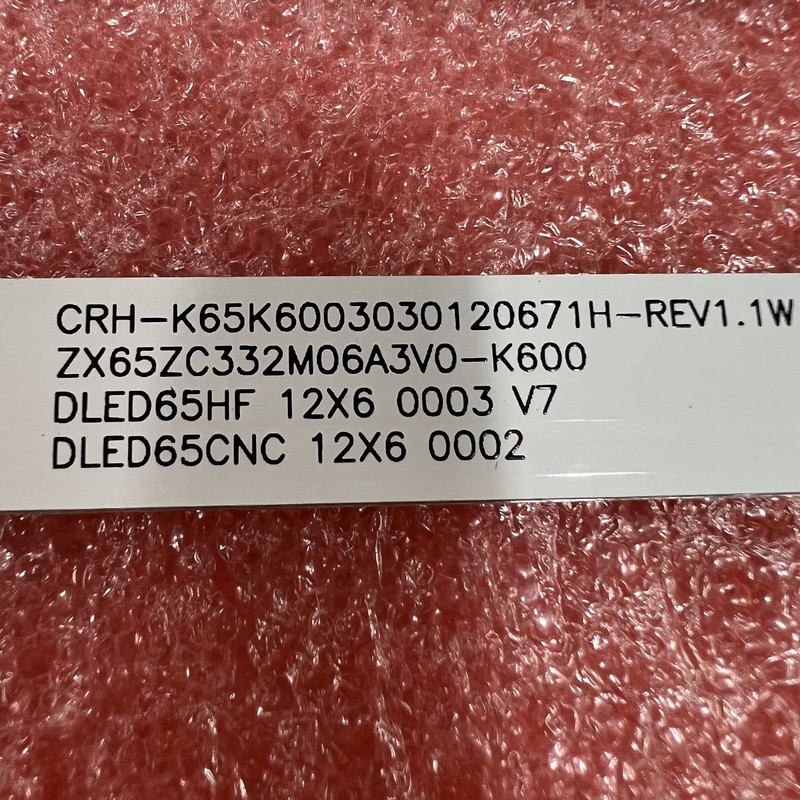 CRH-K65K6003030120671H-REV1.1W
ZX65ZC332M06A3V0-K600
DLED65HF 12X6 0003 V7
DLED65CNC 12X6 0002